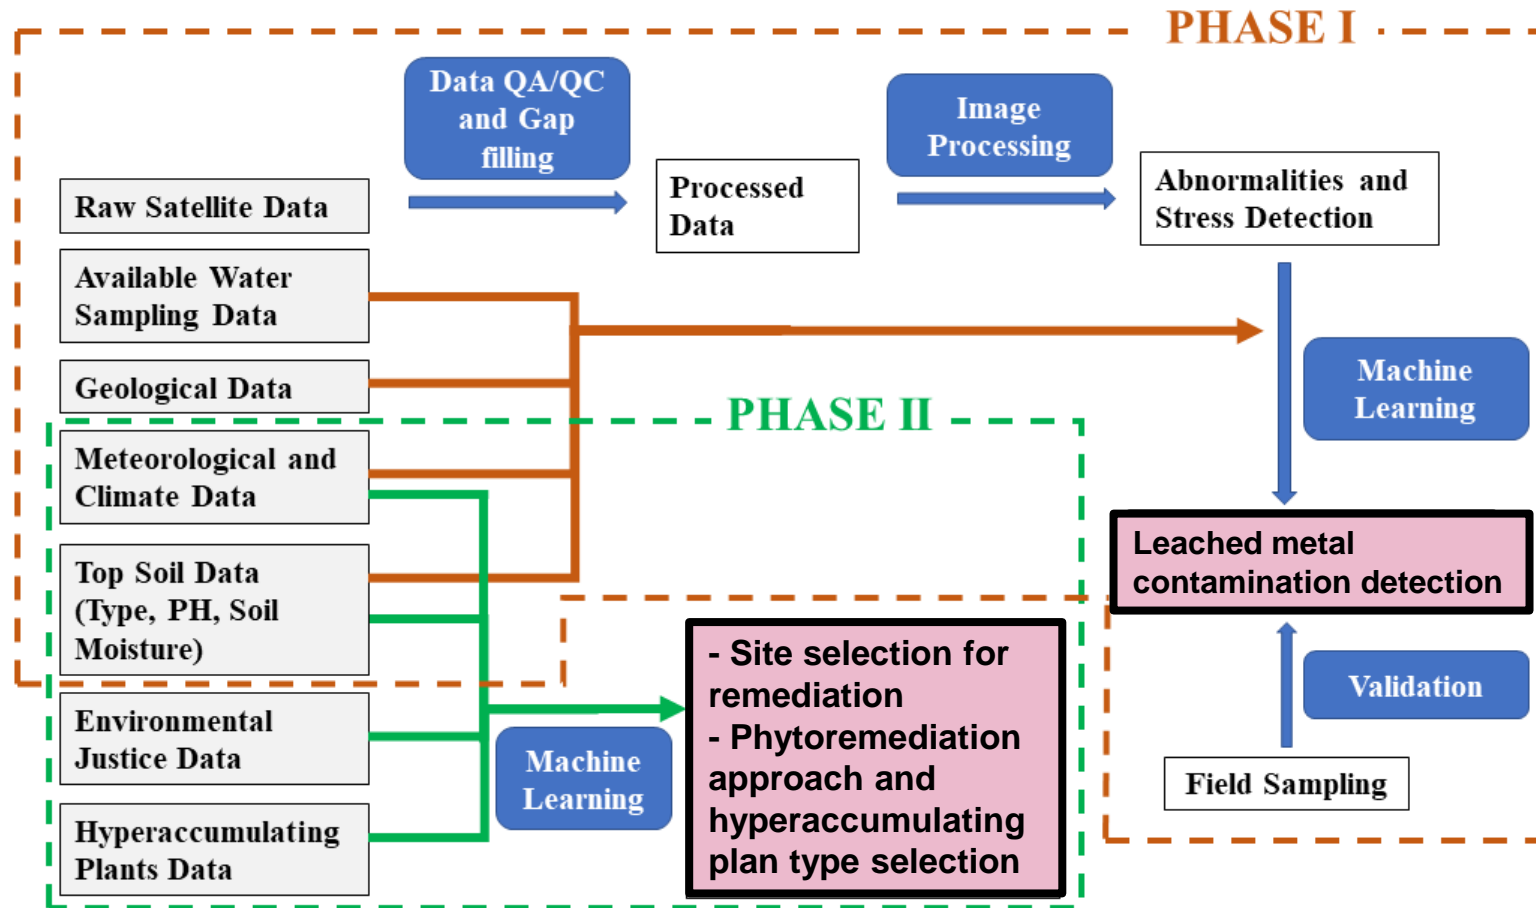 PHASE I
Data QA/QC
and Gap
filling
Image
Processing
Raw Satellite Data
Processed
Data
Abnormalities and
Stress Detection
Available Water
Sampling Data
Geological Data
Machine
Learning
PHASE II
Meteorological and
Climate Data
Leached metal
contamination detection
Top Soil Data
(Type, PH, Soil
Moisture)
- Site selection for
remediation
- Phytoremediation
approach and
hyperaccumulating
plan type selection
Validation
Environmental
Justice Data
Machine
Learning
Field Sampling
Hyperaccumulating
Plants Data